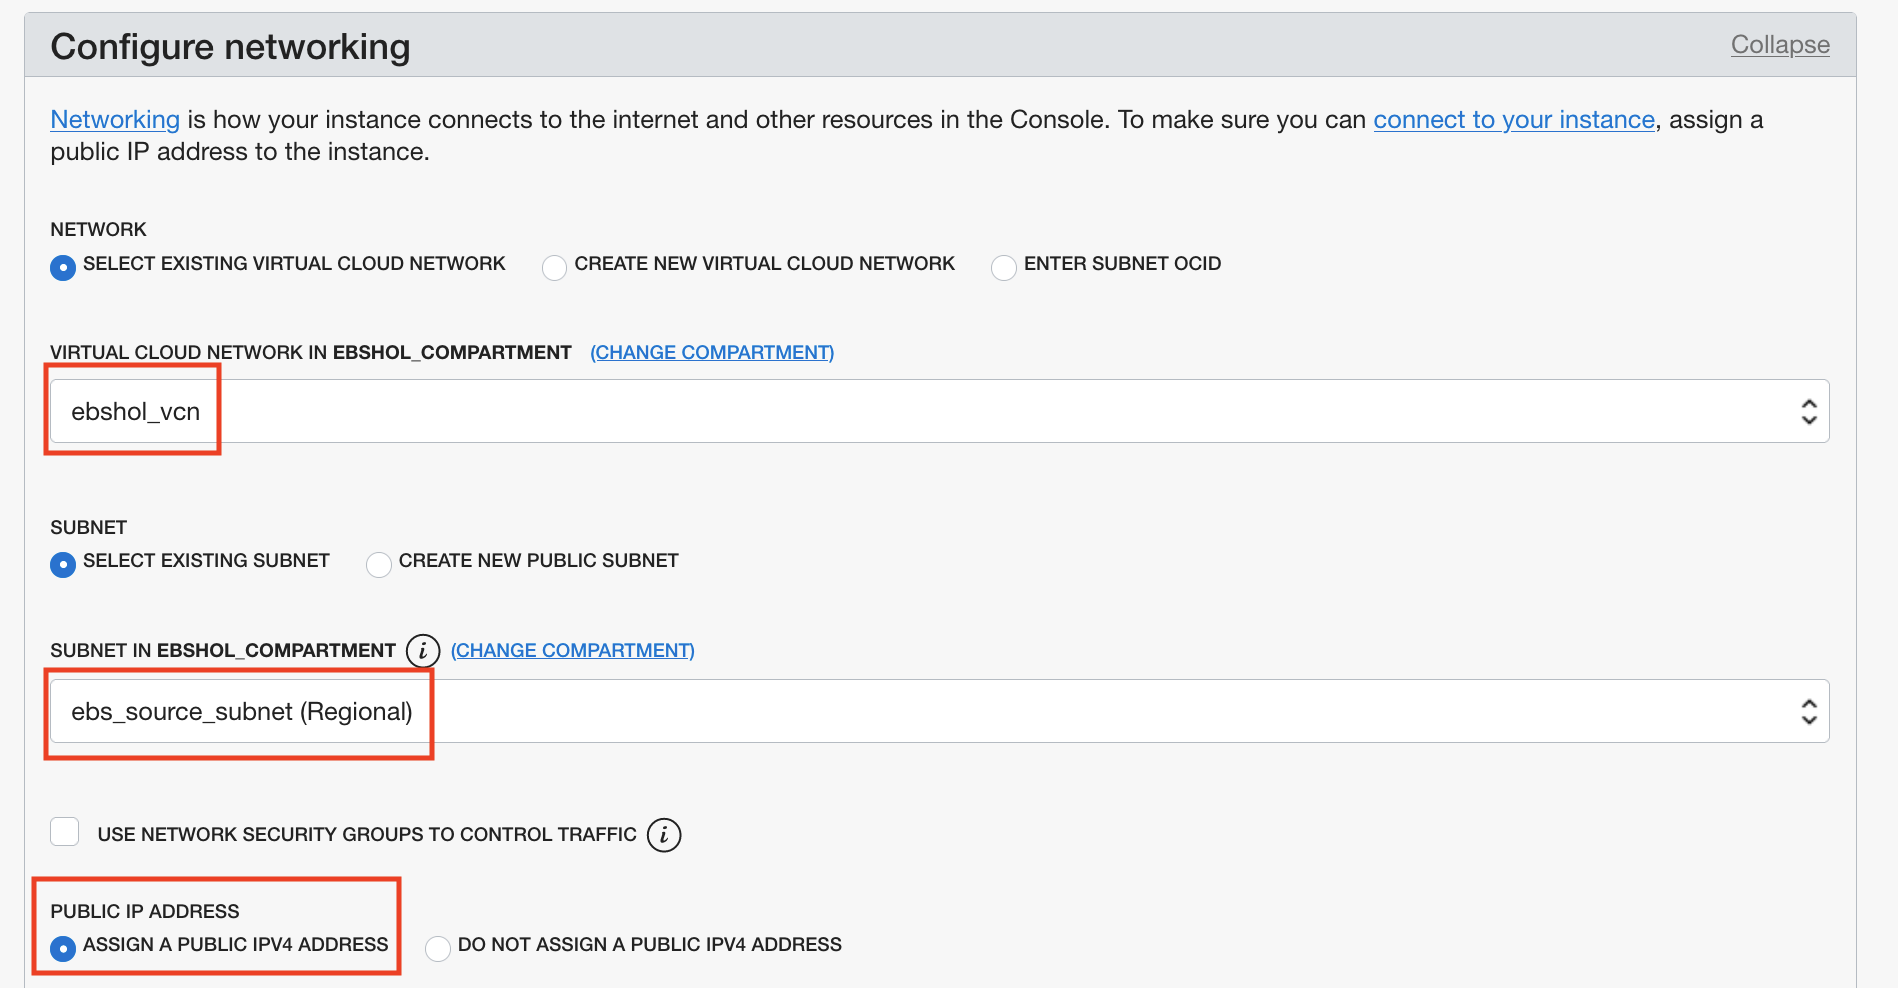 Configure networking
Collapse
Networking is how your instance connects to the internet and other resources in the Console. To make sure you can connect to your instance, assign a
public IP address to the instance.
NETWORK
SELECT EXISTING VIRTUAL CLOUD NETWORK CREATE NEW VIRTUAL CLOUD NETWORK ENTER SUBNET OCID
VIRTUAL CLOUD NETWORK IN EBSHOL_COMPARTMENT (CHANGE COMPARTMENT)
ebshol_vcn
SUBNET
SELECT EXISTING SUBNET CREATE NEW PUBLIC SUBNET
SUBNET IN EBSHOL_COMPARTMENT i (CHANGE COMPARTMENT)
ebs_source_subnet (Regional)
USE NETWORK SECURITY GROUPS TO CONTROL TRAFFIC i
PUBLIC IP ADDRESS
ASSIGN A PUBLIC IPV4 ADDRESS DO NOT ASSIGN A PUBLIC IPV4 ADDRESS